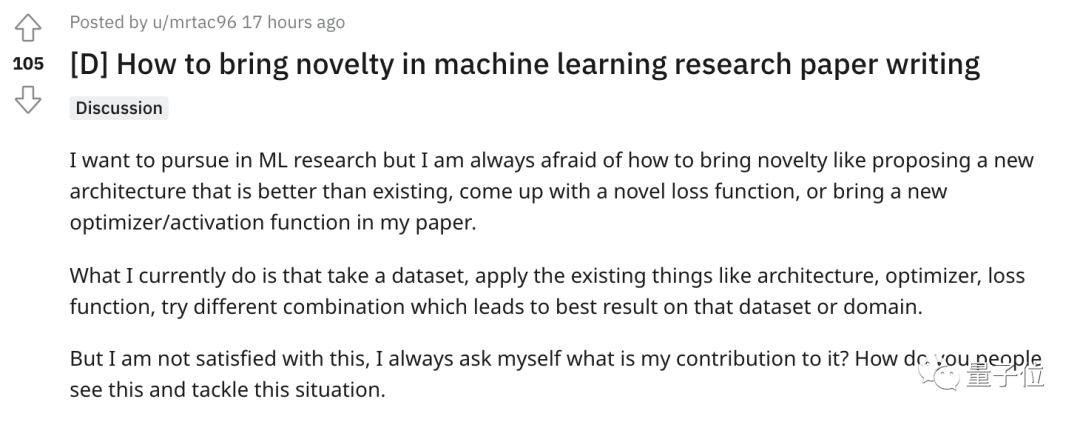 Posted by u/mrtac96 17 hours ago
105
[D] How to bring novelty in machine learning research paper writing
Discussion
I want to pursue in ML research but I am always afraid of how to bring novelty like proposing a new
architecture that is better than existing, come up with a novel loss function, or bring a new
optimizer/activation function in my paper.
What I currently do is that take a dataset, apply the existing things like architecture, optimizer, loss
function, try different combination which leads to best result on that dataset or domain.
But I am not satisfied with this, I always ask myself what is my contribution to it? How do you people
see this and tackle this situation.
量子位